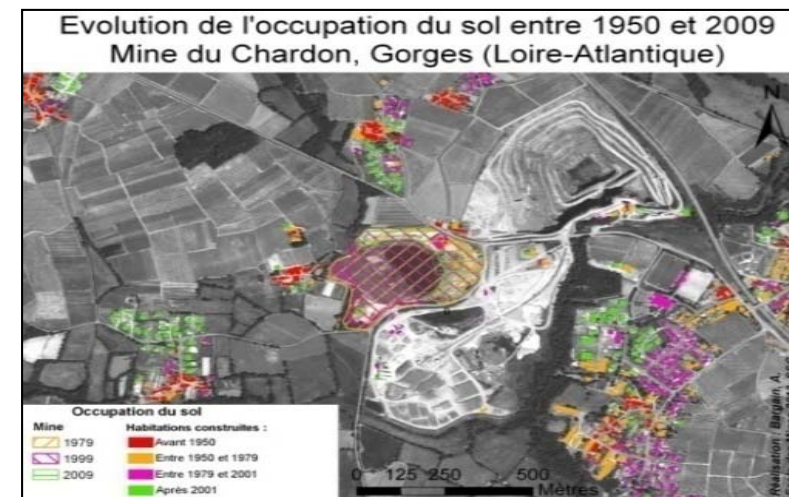 Evolution de l'occupation du sol entre 1950 et 2009
Mine du Chardon, Gorges (Loire-Atlantique)
N
Occupation du sol
Mine
1979
1999
2009
Habitations construites :
Avant 1950
Entre 1950 et 1979
Entre 1979 et 2001
Après 2001
0 125 250 500
Mètres
Réalisation : Bargain, A.